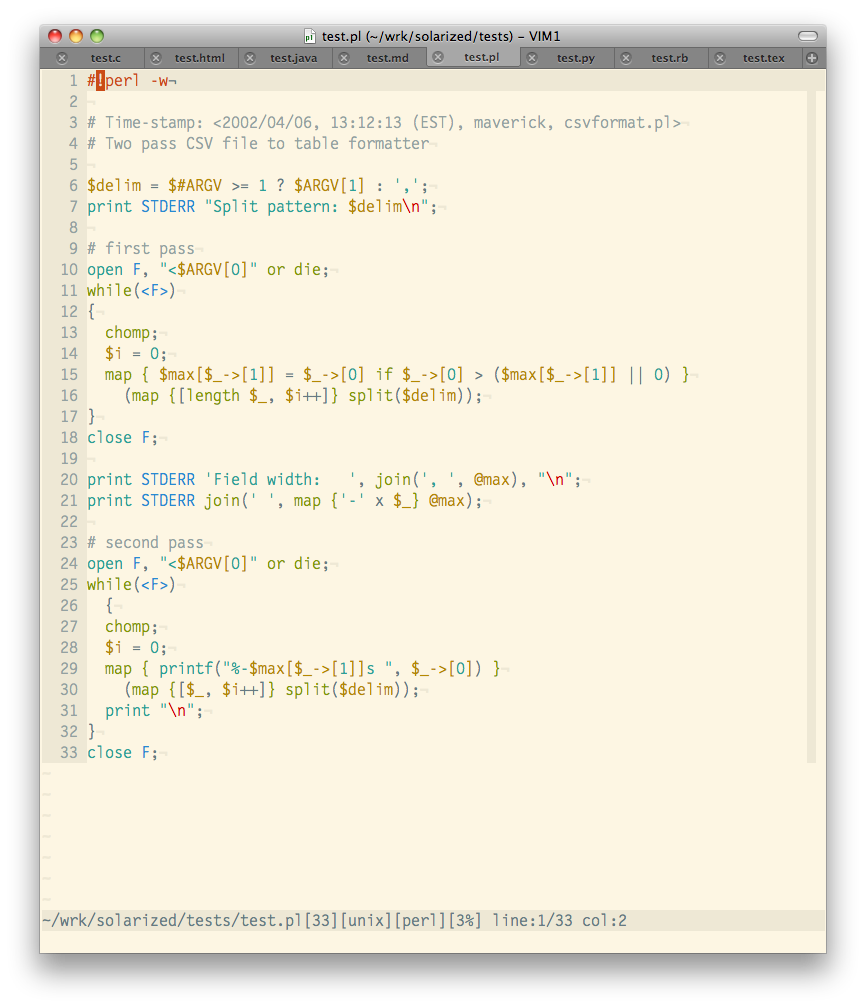 test.pl (~/wrk/solarized/tests) – VIM1
test.c test.html test.java test.md test.pl test.py test.rb test.tex
1 #!perl -w¬
2 ¬
3 # Time-stamp: <2002/04/06, 13:12:13 (EST), maverick, csvformat.pl>¬
4 # Two pass CSV file to table formatter¬
5 ¬
6 $delim = $#ARGV >= 1 ? $ARGV[1] : ',';¬
7 print STDERR "Split pattern: $delim\n";¬
8 ¬
9 # first pass¬
10 open F, "<$ARGV[0]" or die;¬
11 while(<F>)¬
12 {¬
13   chomp;¬
14   $i = 0;¬
15   map { $max[$_->[1]] = $_->[0] if $_->[0] > ($max[$_->[1]] || 0) }¬
16     (map {[length $_, $i++]} split($delim));¬
17 }¬
18 close F;¬
19 ¬
20 print STDERR 'Field width:   ', join(', ', @max), "\n";¬
21 print STDERR join(' ', map {'-' x $_} @max);¬
22 ¬
23 # second pass¬
24 open F, "<$ARGV[0]" or die;¬
25 while(<F>)¬
26   {¬
27   chomp;¬
28   $i = 0;¬
29   map { printf("%-$max[$_->[1]]s ", $_->[0]) }¬
30     (map {[$_, $i++]} split($delim));¬
31   print "\n";¬
32 }¬
33 close F;¬
~
~
~
~
~
~
~
~/wrk/solarized/tests/test.pl[33][unix][perl][3%] line:1/33 col:2